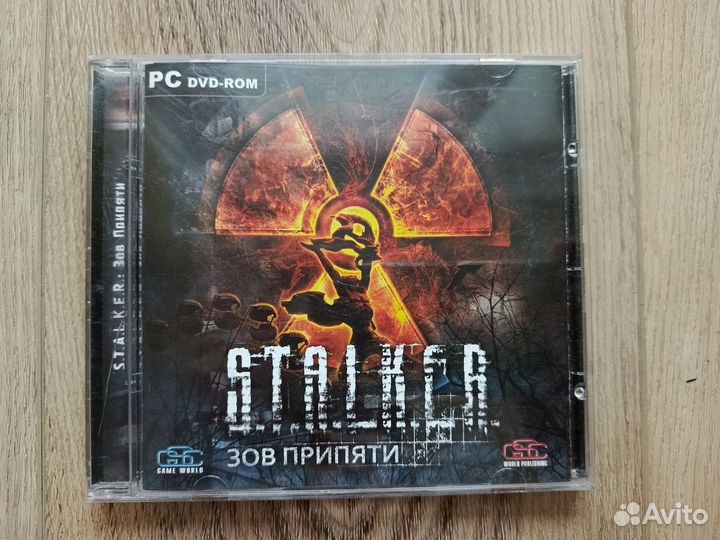 PC DVD-ROM
S.T.A.L.K.E.R.: Зов Припяти
S.T.A.L.K.E.R.
ЗОВ ПРИПЯТИ
GSC
GAME WORLD
GSC
WORLD PUBLISHING
Avito